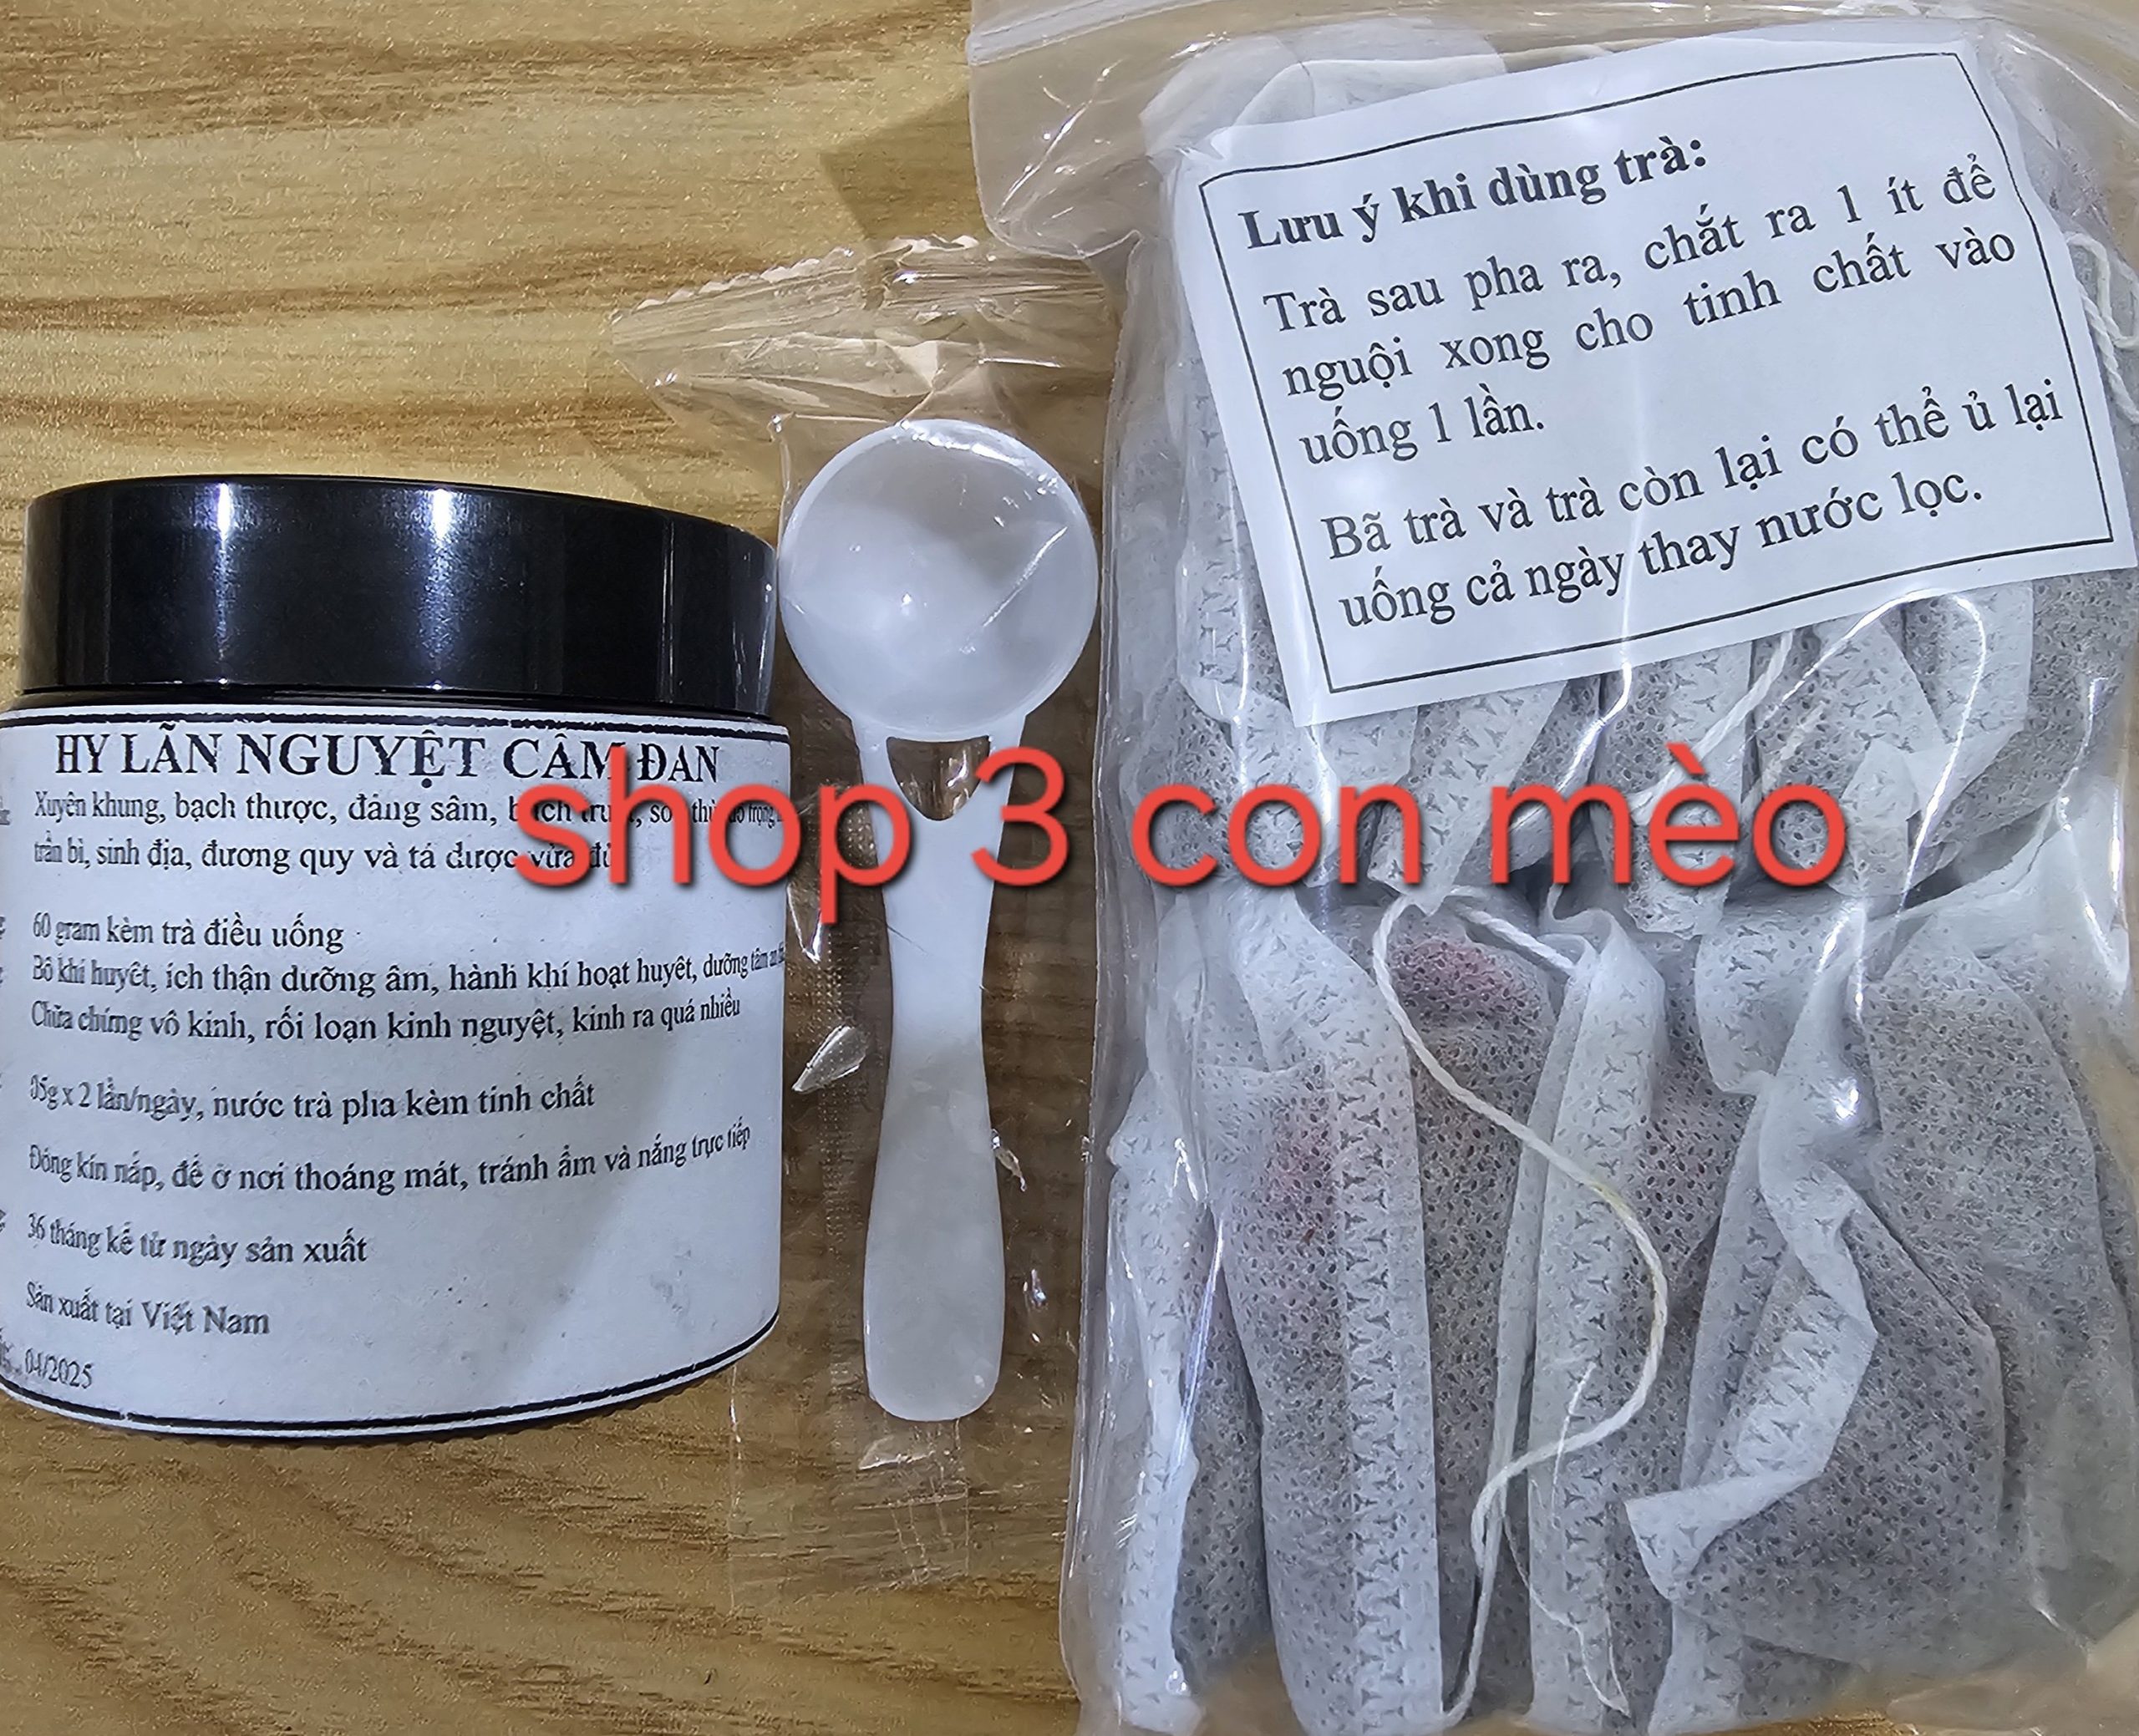 HY LÃN NGUYỆT CẦM ĐAN
Xuyên khung, bạch thược, đảng sâm,
trần bì, sinh địa, đương quy và tá dược vừa đủ
60 gram kèm trà điều uống
Bổ khí huyết, ích thận dưỡng âm, hành khí hoạt huyết, dưỡng tâm an
Chữa chứng vô kinh, rối loạn kinh nguyệt, kinh ra quá nhiều
05g x 2 lần/ngày, nước trà pha kèm tinh chất
Đóng kín nắp, để ở nơi thoáng mát, tránh ẩm và nắng trực tiếp
36 tháng kể từ ngày sản xuất
Sản xuất tại Việt Nam
04/2025
Lưu ý khi dùng trà:
Trà sau pha ra, chắt ra 1 ít để
nguội xong cho tinh chất vào
uống 1 lần.
Bã trà và trà còn lại có thể ủ lại
uống cả ngày thay nước lọc.
shop 3 con mèo